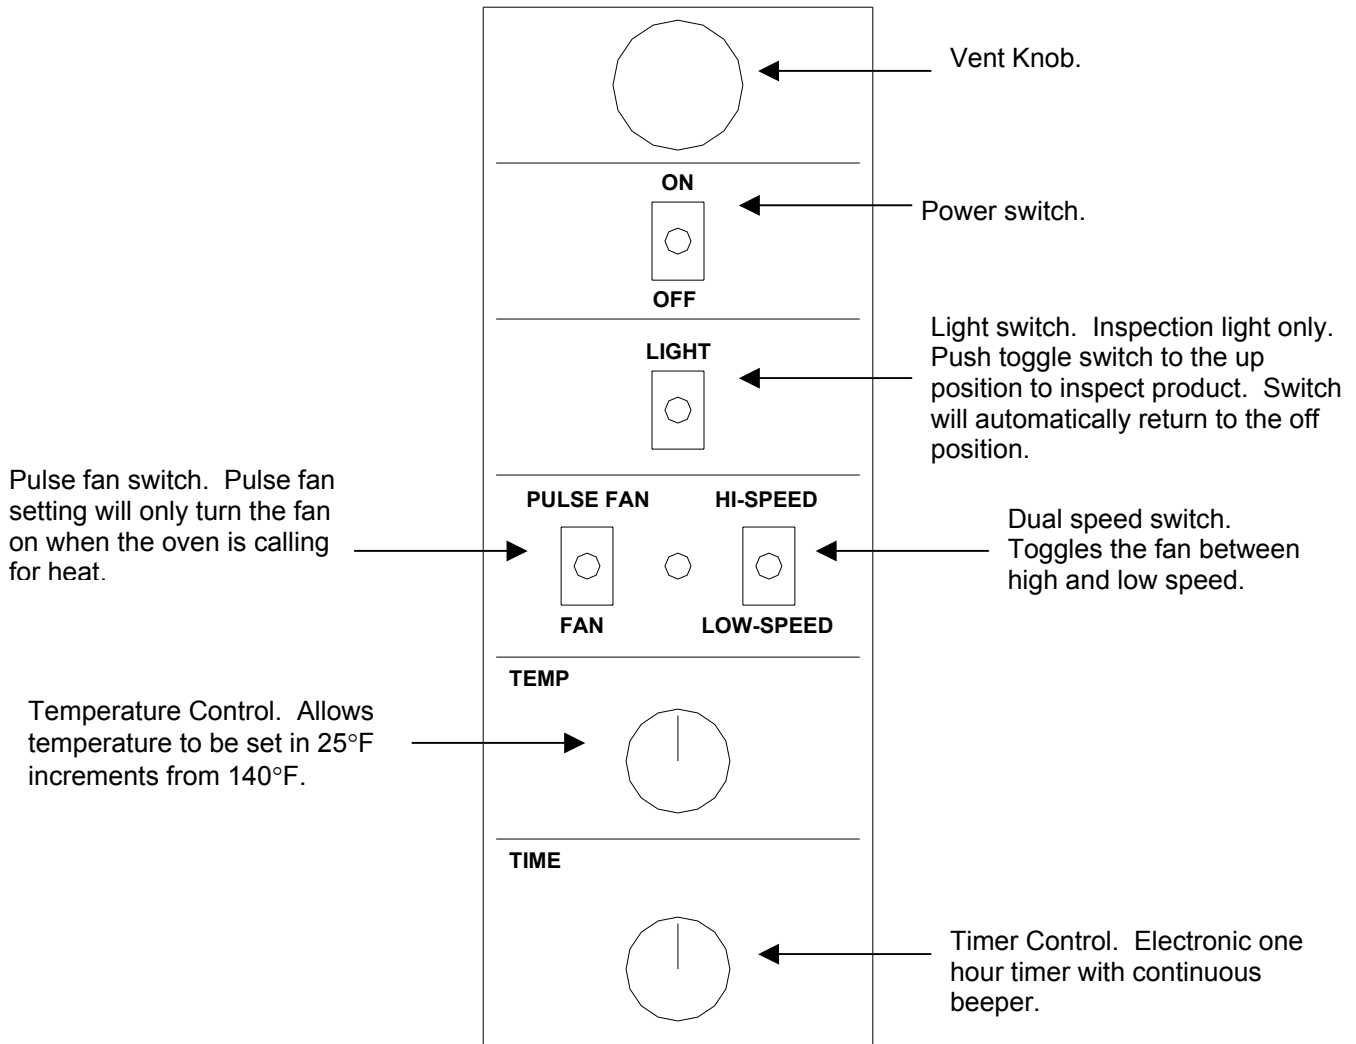 Vent Knob.
ON
Power switch.
OFF
Light switch.  Inspection light only.
Push toggle switch to the up
position to inspect product.  Switch
will automatically return to the off
position.
LIGHT
Pulse fan switch.  Pulse fan
setting will only turn the fan
on when the oven is calling
for heat.
PULSE FAN
HI-SPEED
FAN
LOW-SPEED
Dual speed switch.
Toggles the fan between
high and low speed.
TEMP
Temperature Control.  Allows
temperature to be set in 25°F
increments from 140°F.
TIME
Timer Control.  Electronic one
hour timer with continuous
beeper.